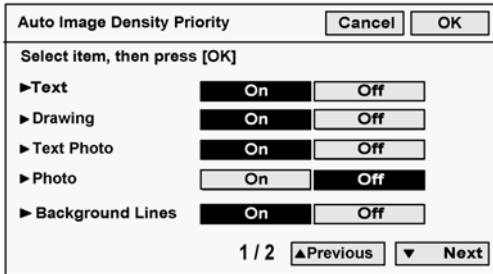 Auto Image Density Priority Cancel OK
Select item, then press [OK]
►Text On Off
►Drawing On Off
►Text Photo On Off
►Photo On Off
►Background Lines On Off
1 / 2 ▲Previous ▼ Next